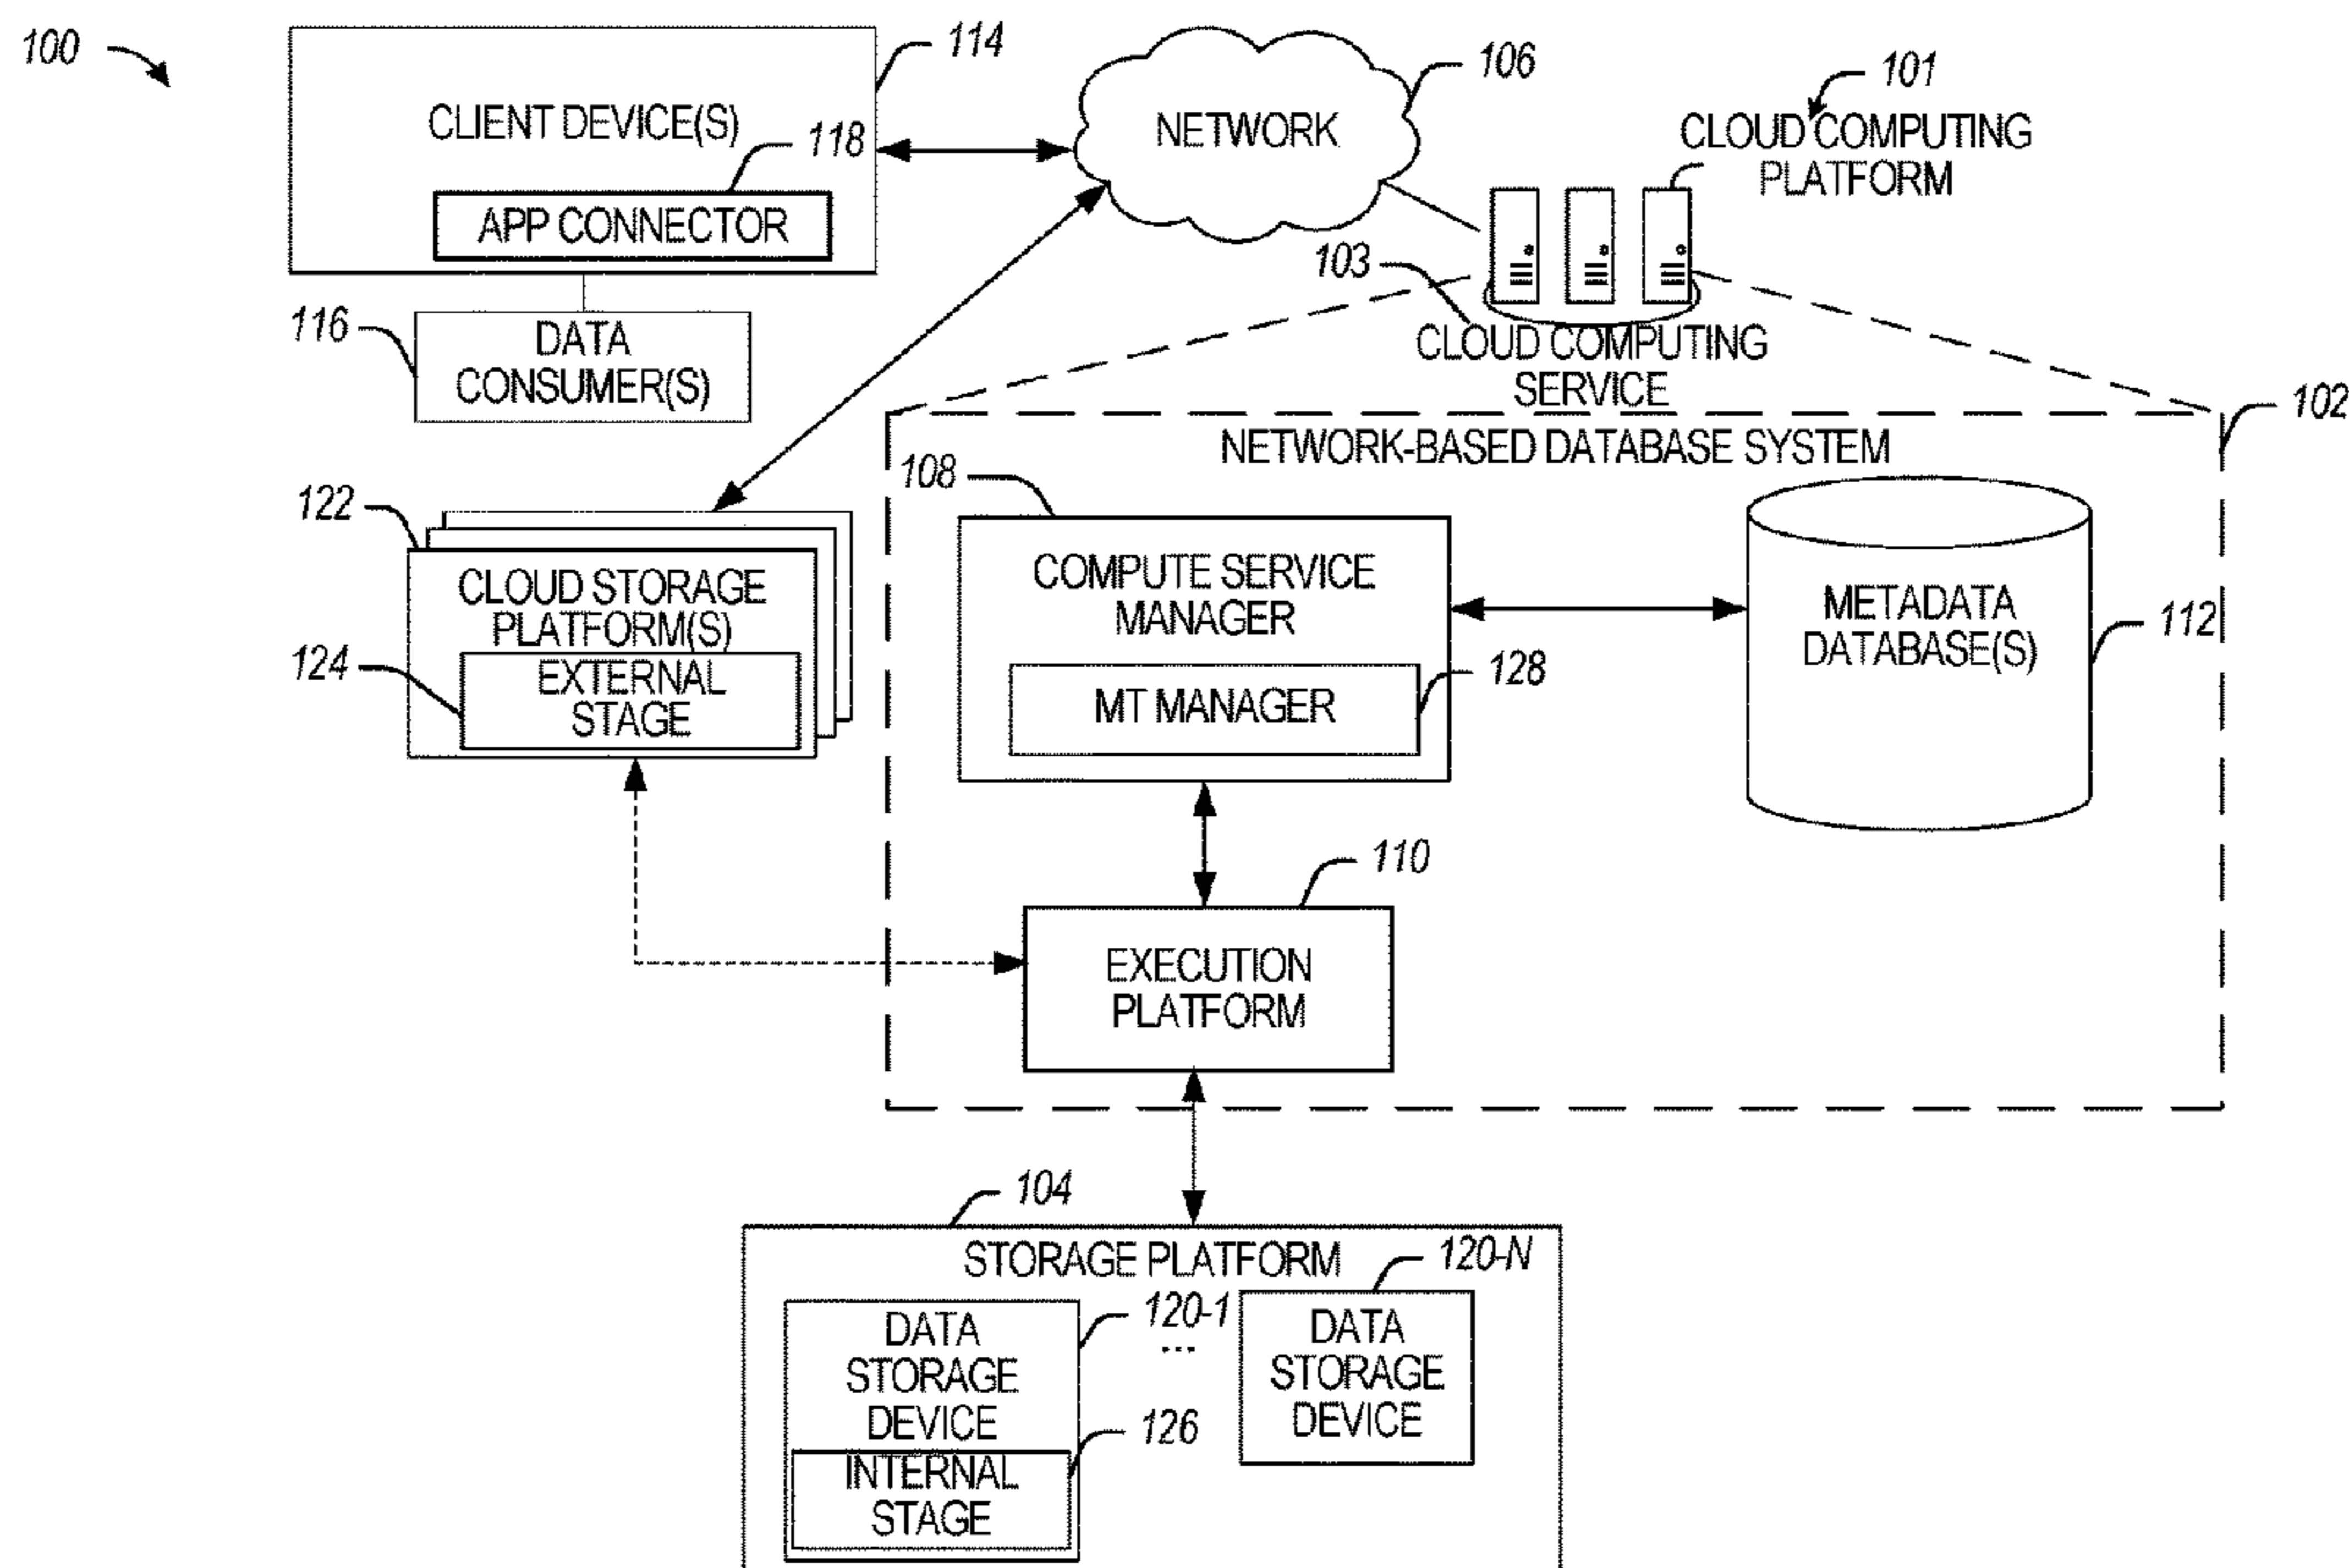 100
114
CLIENT DEVICE(S)
118
APP CONNECTOR
106
NETWORK
101
CLOUD COMPUTING
PLATFORM
103
CLOUD COMPUTING
SERVICE
116
DATA
CONSUMER(S)
102
NETWORK-BASED DATABASE SYSTEM
108
COMPUTE SERVICE
MANAGER
128
MT MANAGER
METADATA
DATABASE(S)
112
122
CLOUD STORAGE
PLATFORM(S)
124
EXTERNAL
STAGE
110
EXECUTION
PLATFORM
104
STORAGE PLATFORM
120-1
DATA
STORAGE
DEVICE
126
INTERNAL
STAGE
...
120-N
DATA
STORAGE
DEVICE